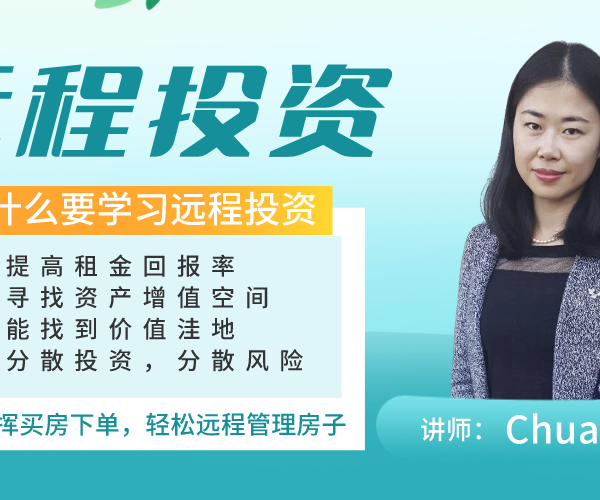 远程投资
什么要学习远程投资
提高租金回报率
寻找资产增值空间
能找到价值洼地
分散投资，分散风险
挥买房下单，轻松远程管理房子
讲师： Chua